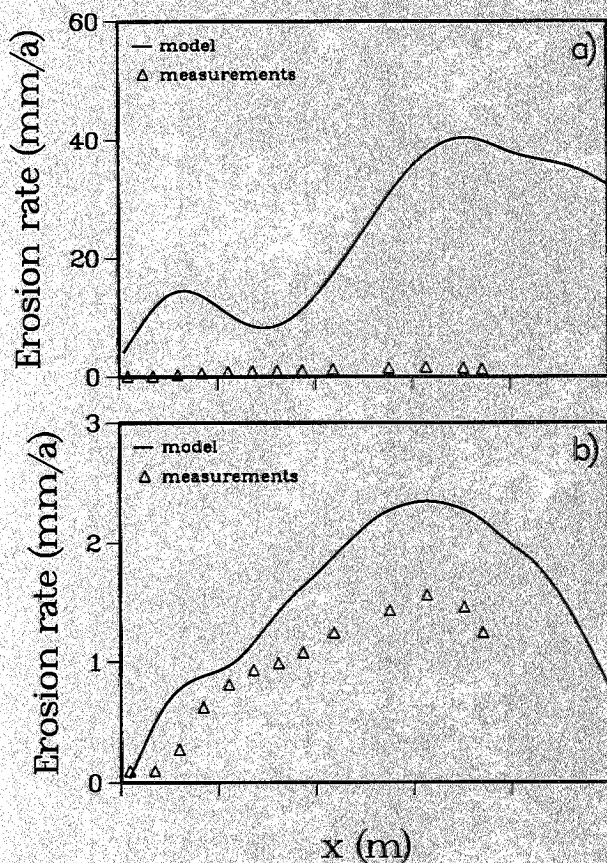 60
40
20
0
Erosion rate (mm/a)
model
measurements
a)
3
2
1
0
Erosion rate (mm/a)
model
measurements
b)
x (m)